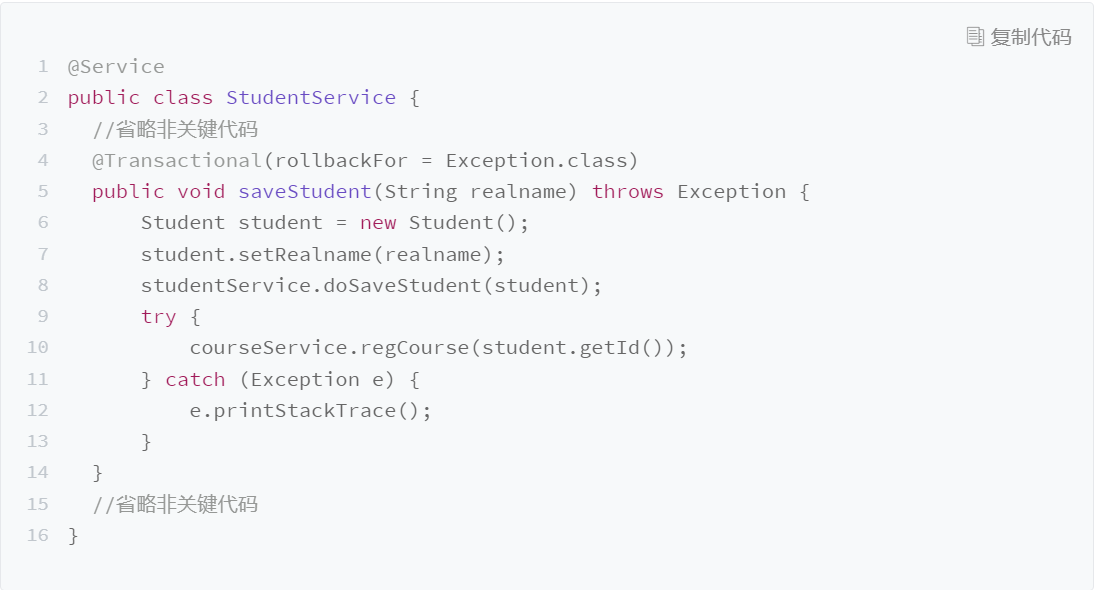 复制代码
1 @Service
2 public class StudentService {
3   //省略非关键代码
4   @Transactional(rollbackFor = Exception.class)
5   public void saveStudent(String realname) throws Exception {
6       Student student = new Student();
7       student.setRealname(realname);
8       studentService.doSaveStudent(student);
9       try {
10           courseService.regCourse(student.getId());
11       } catch (Exception e) {
12           e.printStackTrace();
13       }
14   }
15   //省略非关键代码
16 }